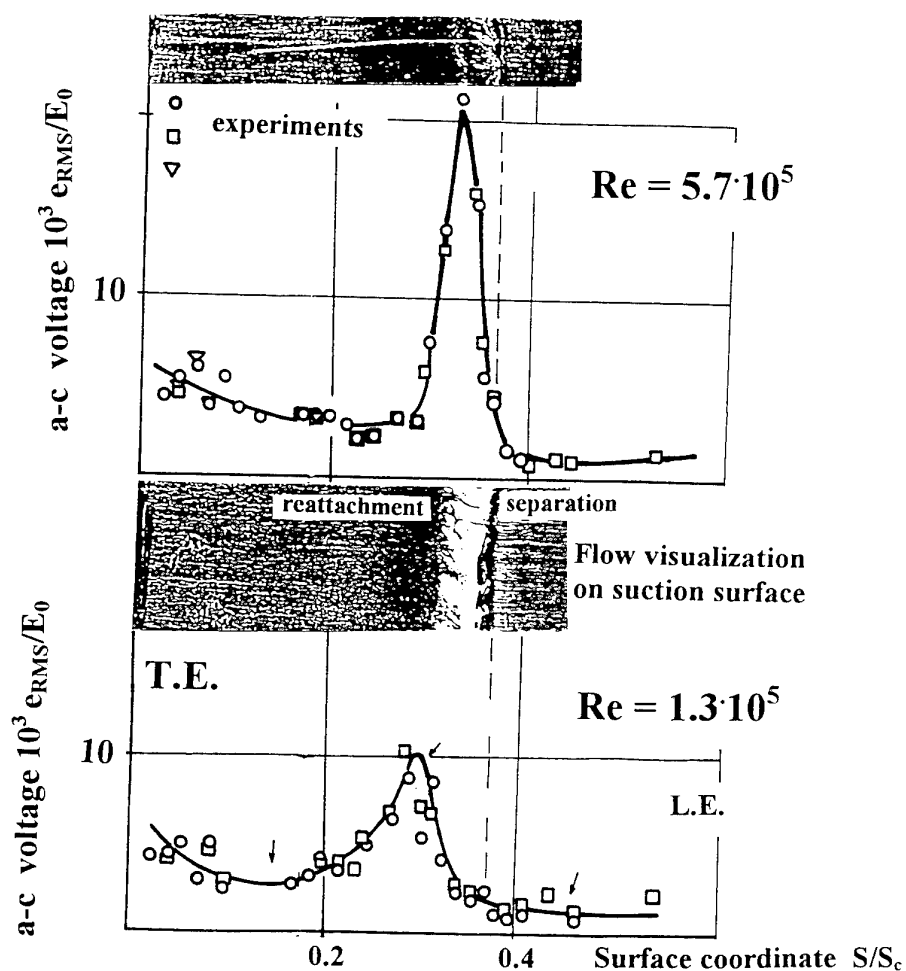 a-c voltage 10³ e_RMS/E₀
experiments
Re = 5.7·10⁵
10
reattachment
separation
Flow visualization
on suction surface
a-c voltage 10³ e_RMS/E₀
T.E.
Re = 1.3·10⁵
10
L.E.
0.2
0.4
Surface coordinate S/S_c